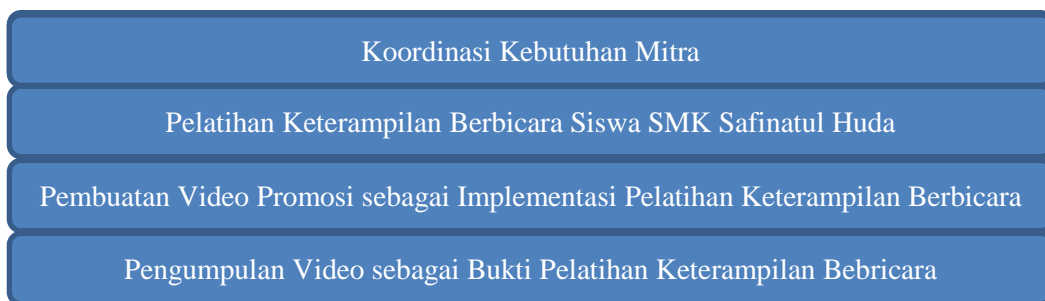 Koordinasi Kebutuhan Mitra
Pelatihan Keterampilan Berbicara Siswa SMK Safinatul Huda
Pembuatan Video Promosi sebagai Implementasi Pelatihan Keterampilan Berbicara
Pengumpulan Video sebagai Bukti Pelatihan Keterampilan Bebricara